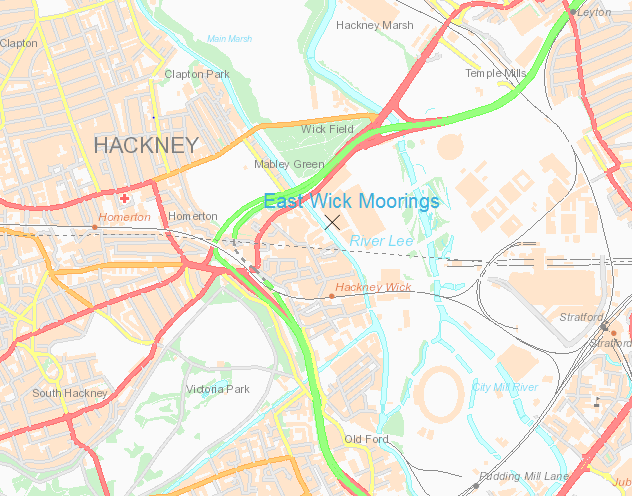 Leyton
Hackney Marsh
Main Marsh
Clapton
Clapton Park
Temple Mills
Wick Field
HACKNEY
Mabley Green
East Wick Moorings
Homerton
Homerton
River Lee
Hackney Wick
Stratford
Stratford
City Mill River
Victoria Park
South Hackney
Old Ford
Pudding Mill Lane
Jub